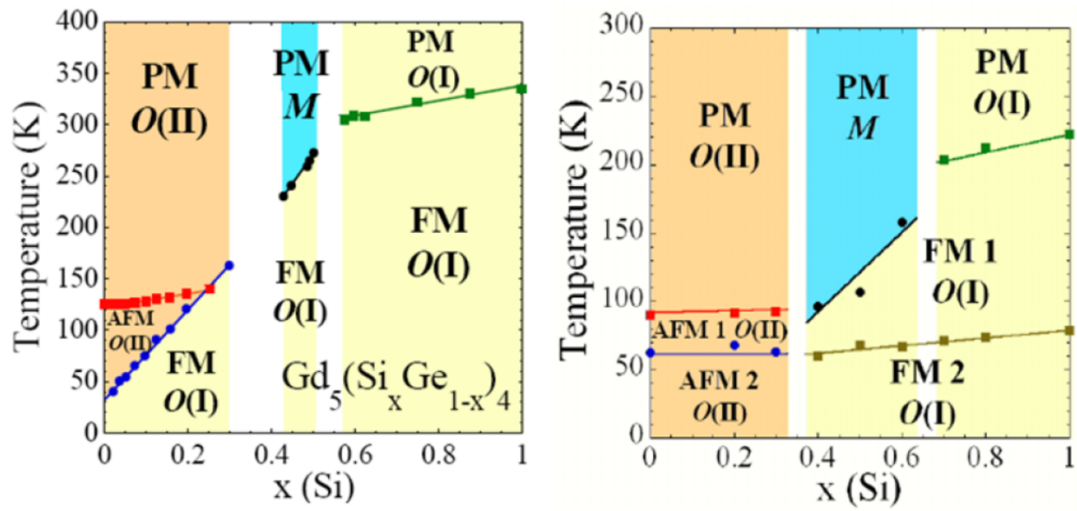 400
350
300
250
200
150
100
50
0
Temperature (K)
PM
O(II)
AFM
O(II)
FM
O(I)
PM
M
FM
O(I)
PM
O(I)
FM
O(I)
Gd5(SixGe1-x)4
0
0.2
0.4
0.6
0.8
1
x (Si)
300
250
200
150
100
50
0
Temperature (K)
PM
O(II)
AFM 1 O(II)
AFM 2
O(II)
PM
M
PM
O(I)
FM 1
O(I)
FM 2
O(I)
0
0.2
0.4
0.6
0.8
1
x (Si)